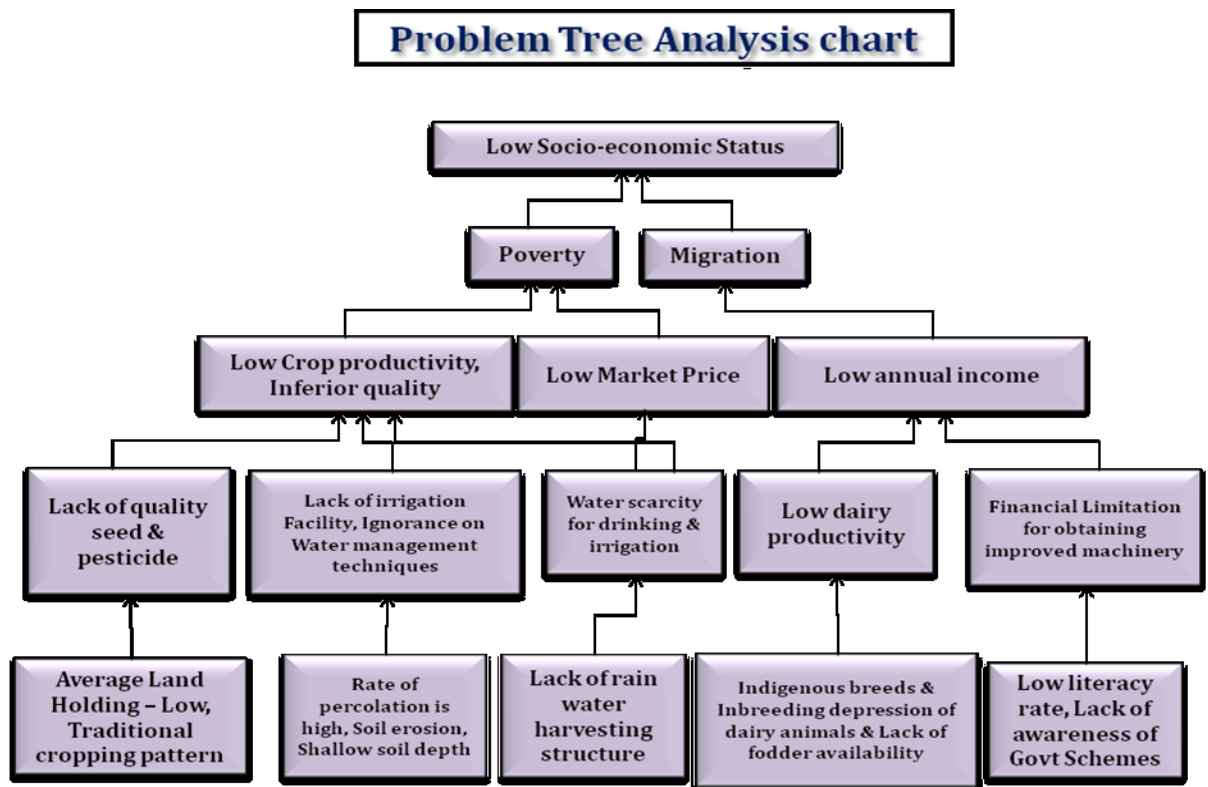 Problem Tree Analysis chart
Low Socio-economic Status
Poverty
Migration
Low Crop productivity,
Inferior quality
Low Market Price
Low annual income
Lack of quality
seed &
pesticide
Lack of irrigation
Facility, Ignorance on
Water management
techniques
Water scarcity
for drinking &
irrigation
Low dairy
productivity
Financial Limitation
for obtaining
improved machinery
Average Land
Holding – Low,
Traditional
cropping pattern
Rate of
percolation is
high, Soil erosion,
Shallow soil depth
Lack of rain
water
harvesting
structure
Indigenous breeds &
Inbreeding depression of
dairy animals & Lack of
fodder availability
Low literacy
rate, Lack of
awareness of
Govt Schemes